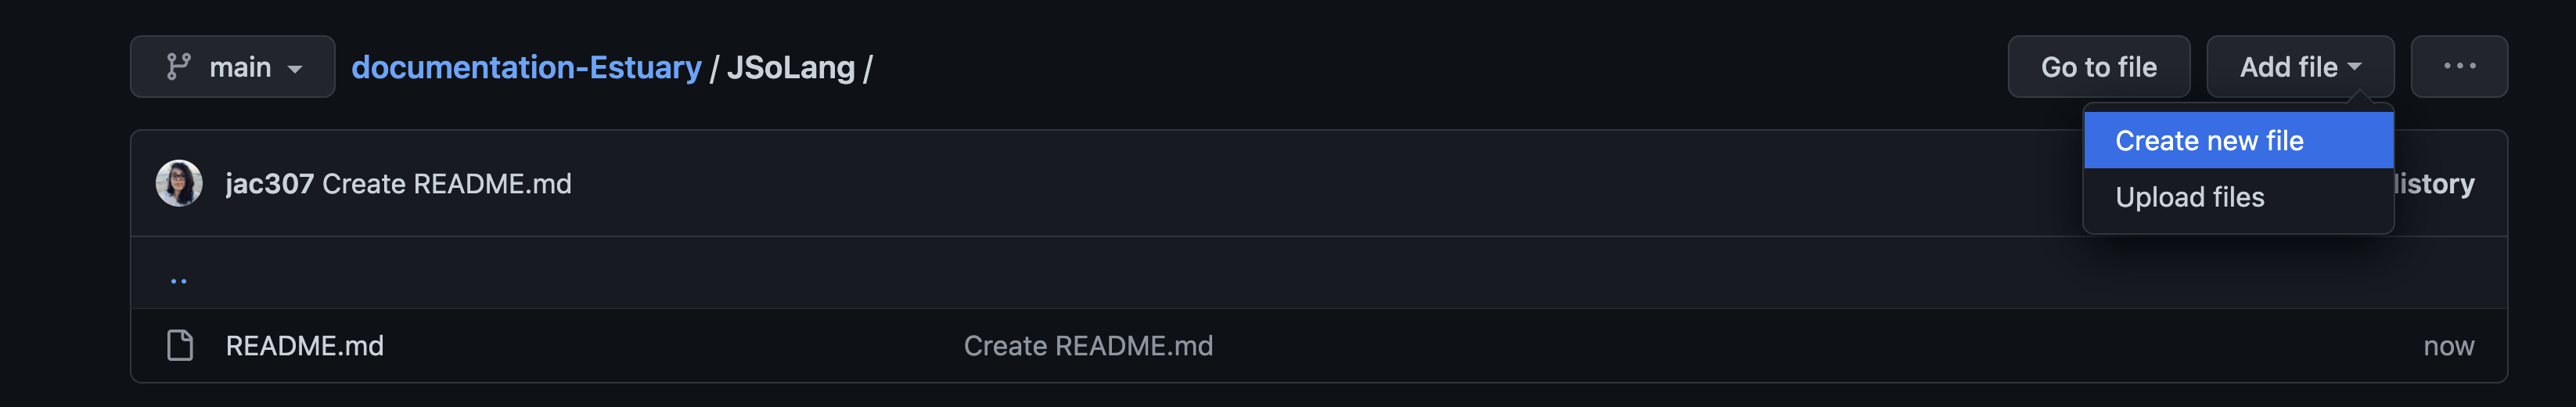 main documentation-Estuary / JSoLang / Go to file Add file ...
Create new file
jac307 Create README.md
Upload files
..
README.md Create README.md now